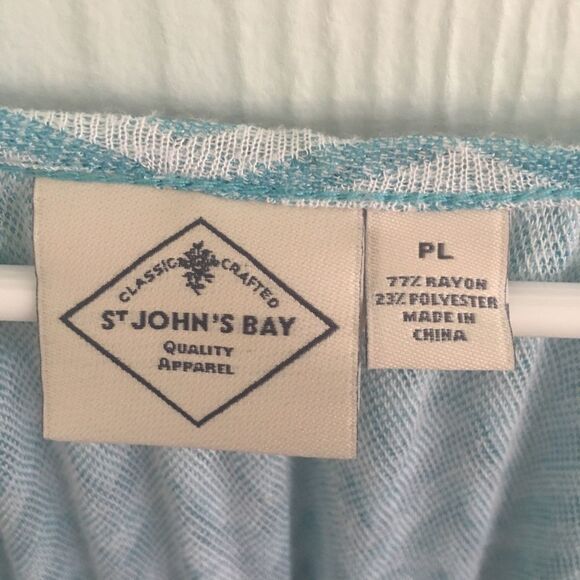 CLASSIC CRAFTED
ST JOHN'S BAY
QUALITY
APPAREL
PL
77% RAYON
23% POLYESTER
MADE IN
CHINA